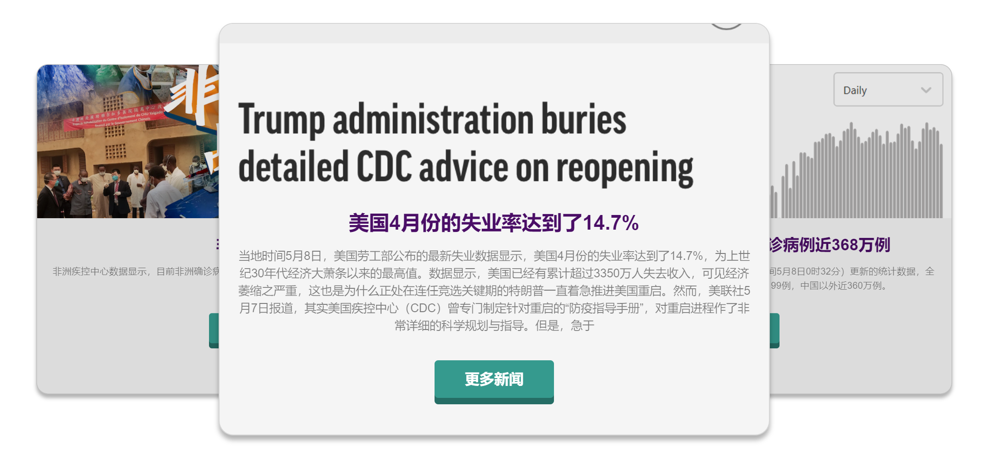 Trump administration buries
detailed CDC advice on reopening
美国4月份的失业率达到了14.7%
当地时间5月8日，美国劳工部公布的最新失业数据显示，美国4月份的失业率达到了14.7%，为上世
纪30年代经济大萧条以来的最高值。数据显示，美国已经有累计超过3350万人失去收入，可见经济
萎缩之严重，这也是为什么正处在连任竞选关键期的特朗普一直着急推进美国重启。然而，美联社5
月7日报道，其实美国疾控中心（CDC）曾专门制定针对重启的“防疫指导手册”，对重启进程作了非
常详细的科学规划与指导。但是，急于
更多新闻
非
du Centre d'Isolement du CHU Yalgado
financé par le Gouvernement Chinois
非洲疾控中心数据显示，目前非洲确诊病
Daily
诊病例近368万例
间5月8日0时32分）更新的统计数据，全
99例，中国以外近360万例。